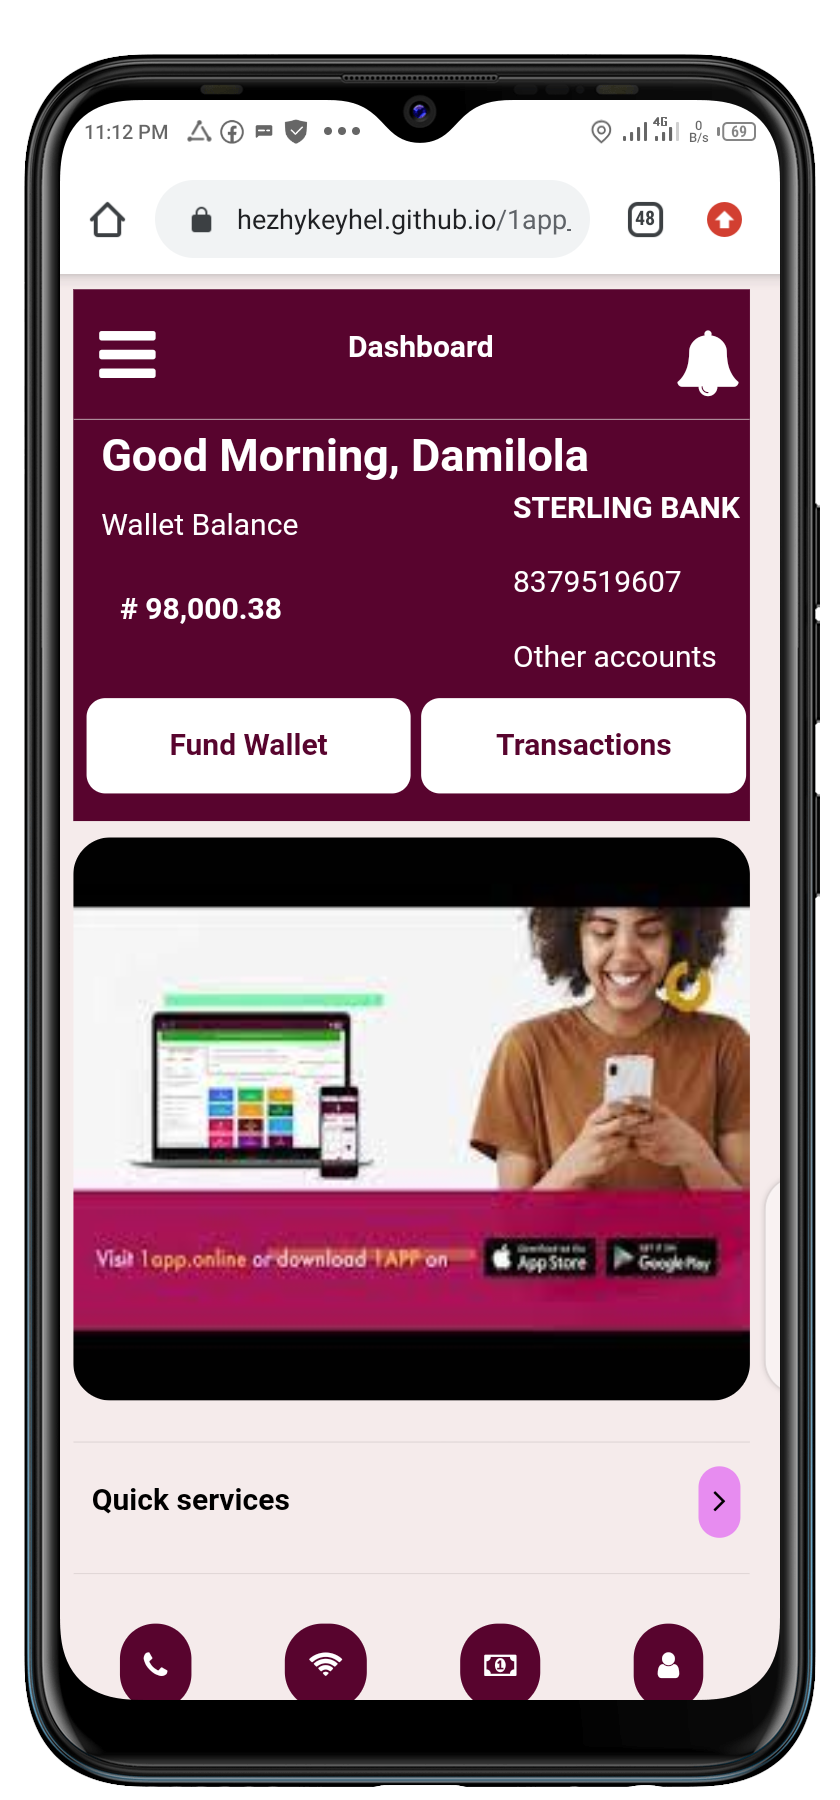 11:12 PM
4G
0
B/s
69
hezhykeyhel.github.io/1app_
48
Dashboard
Good Morning, Damilola
Wallet Balance
STERLING BANK
# 98,000.38
8379519607
Other accounts
Fund Wallet
Transactions
Visit 1app.online or download 1APP on
Download on the
App Store
GET IT ON
Google Play
Quick services
1